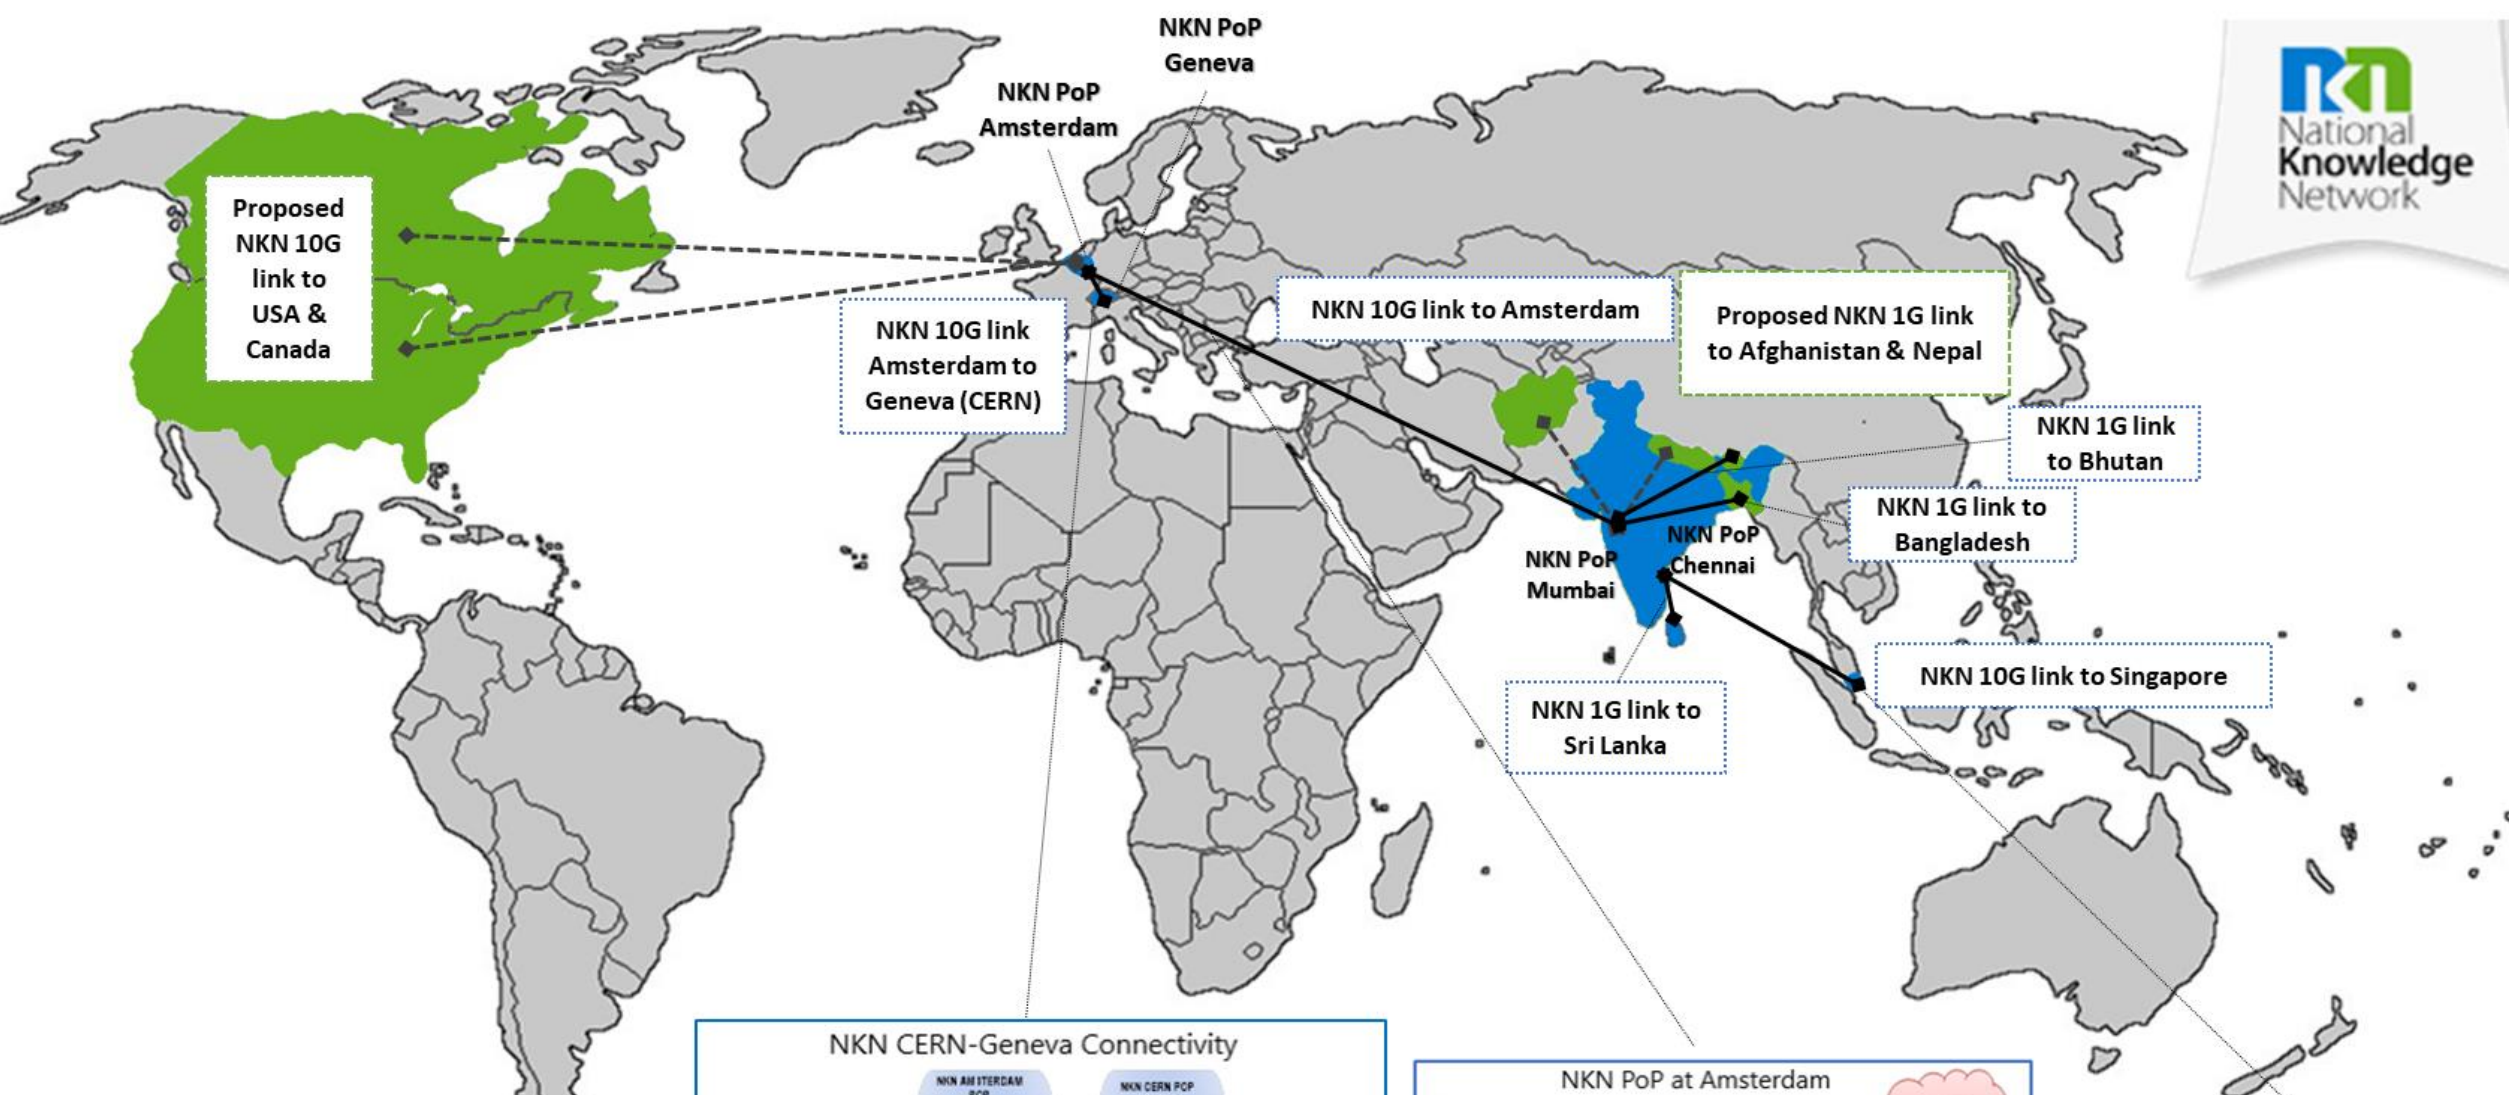 NKN PoP
Geneva
NKN PoP
Amsterdam
National
Knowledge
Network
Proposed
NKN 10G
link to
USA &
Canada
NKN 10G link
Amsterdam to
Geneva (CERN)
NKN 10G link to Amsterdam
Proposed NKN 1G link
to Afghanistan & Nepal
NKN 1G link
to Bhutan
NKN 1G link to
Bangladesh
NKN PoP
Chennai
NKN PoP
Mumbai
NKN 10G link to Singapore
NKN 1G link to
Sri Lanka
NKN CERN-Geneva Connectivity
NKN AMSTERDAM
POP
NKN CERN POP
NKN PoP at Amsterdam